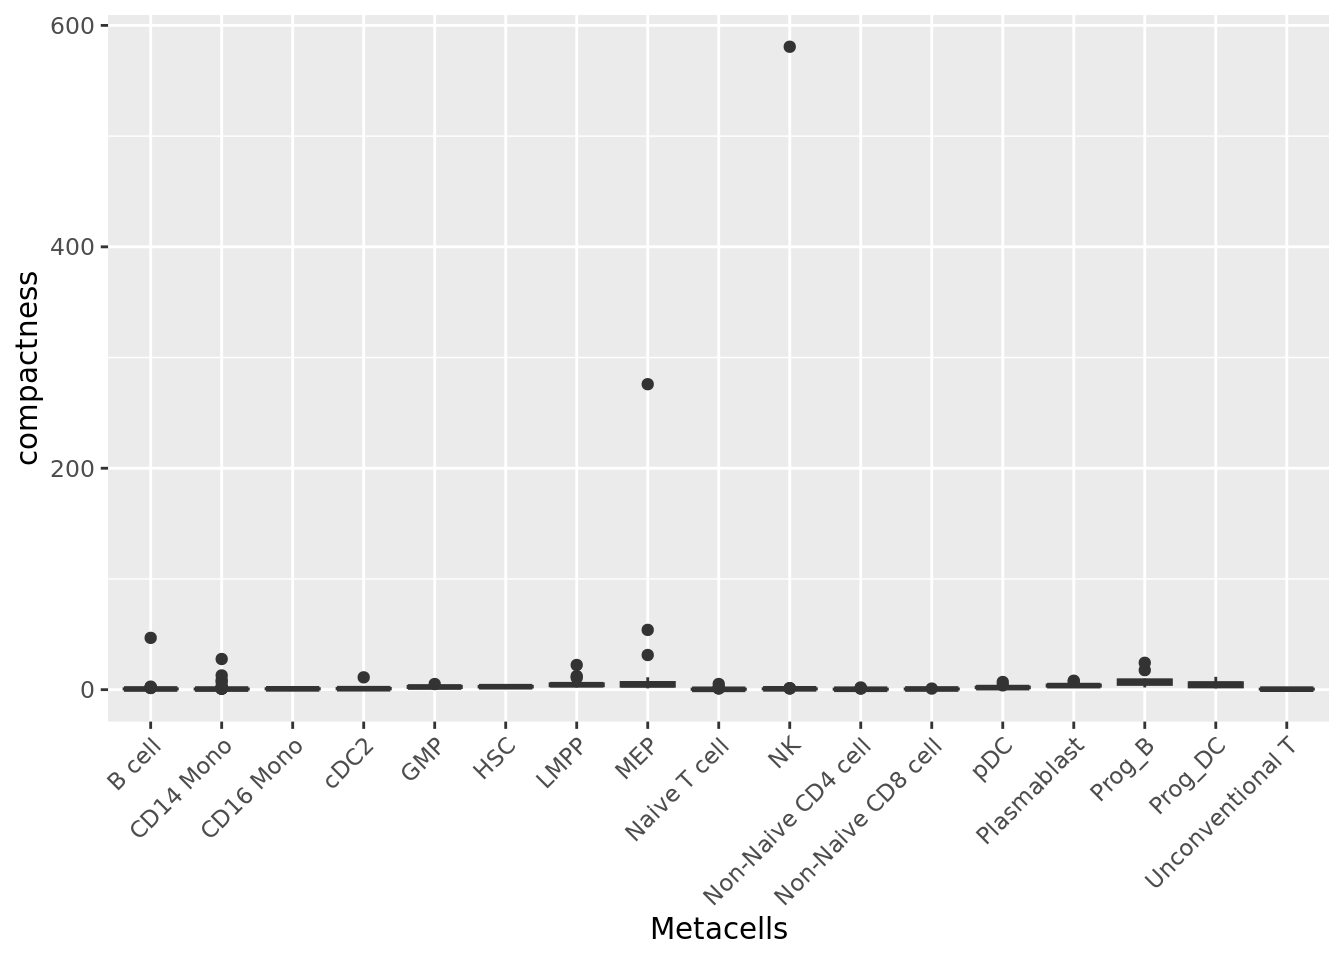 600
400
200
0
compactness
B cell
CD14 Mono
CD16 Mono
cDC2
GMP
HSC
LMPP
MEP
Naive T cell
NK
Non-Naive CD4 cell
Non-Naive CD8 cell
pDC
Plasmablast
Prog_B
Prog_DC
Unconventional T
Metacells